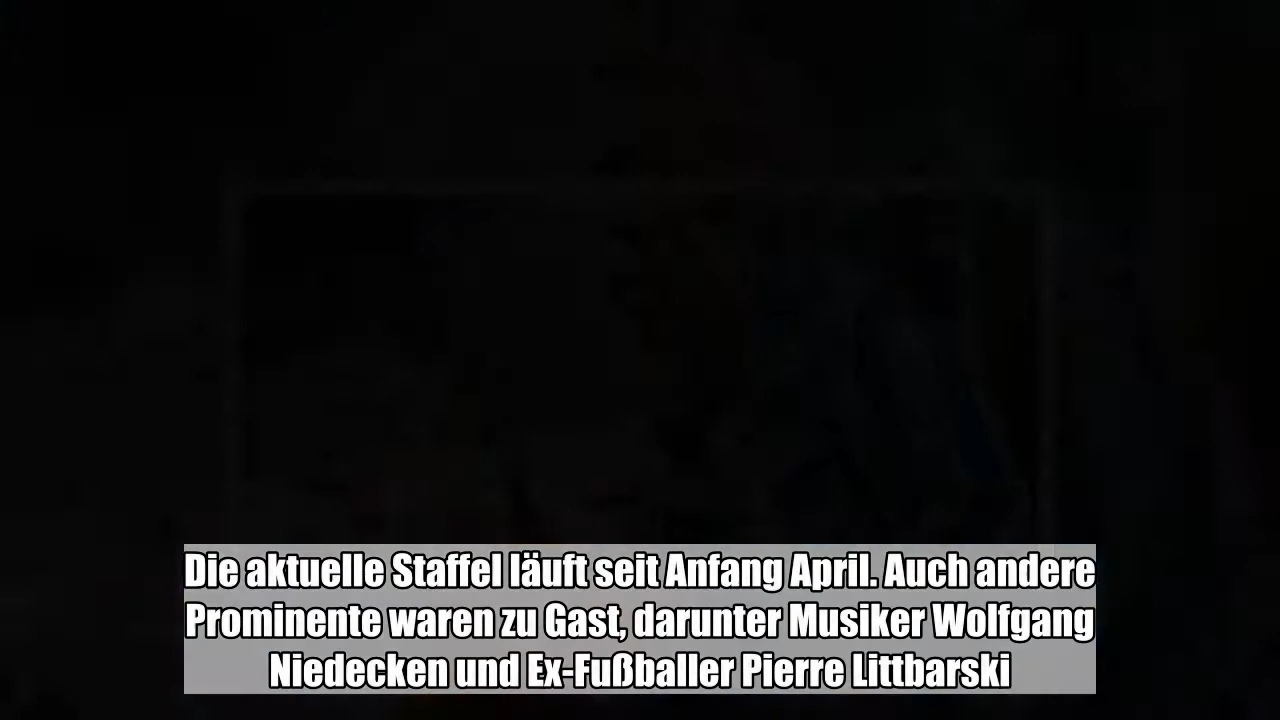 Die aktuelle Staffel läuft seit Anfang April. Auch andere
Prominente waren zu Gast, darunter Musiker Wolfgang
Niedecken und Ex-Fußballer Pierre Littbarski